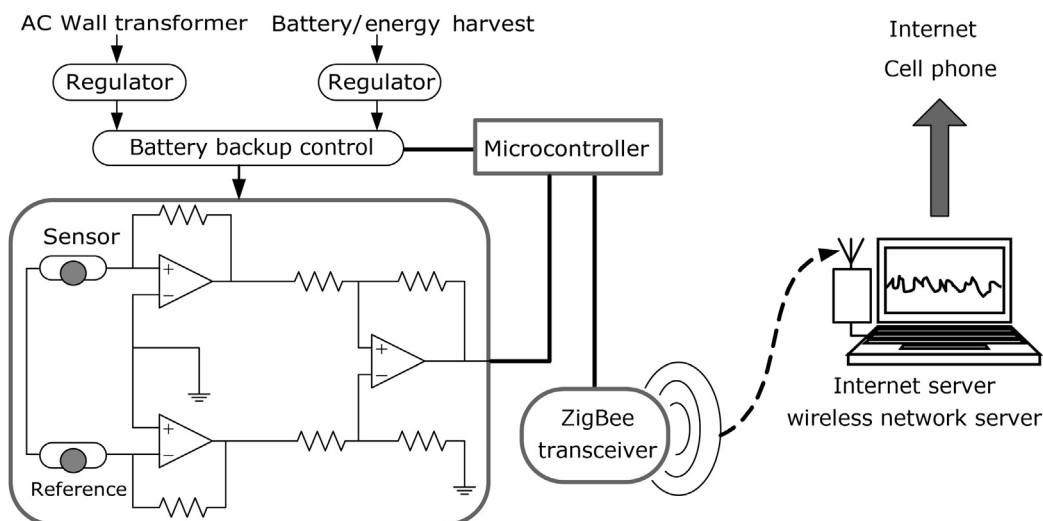 AC Wall transformer
Battery/energy harvest
Regulator
Regulator
Battery backup control
Microcontroller
Sensor
+
−
+
−
+
−
Reference
ZigBee
transceiver
Internet
Cell phone
Internet server
wireless network server